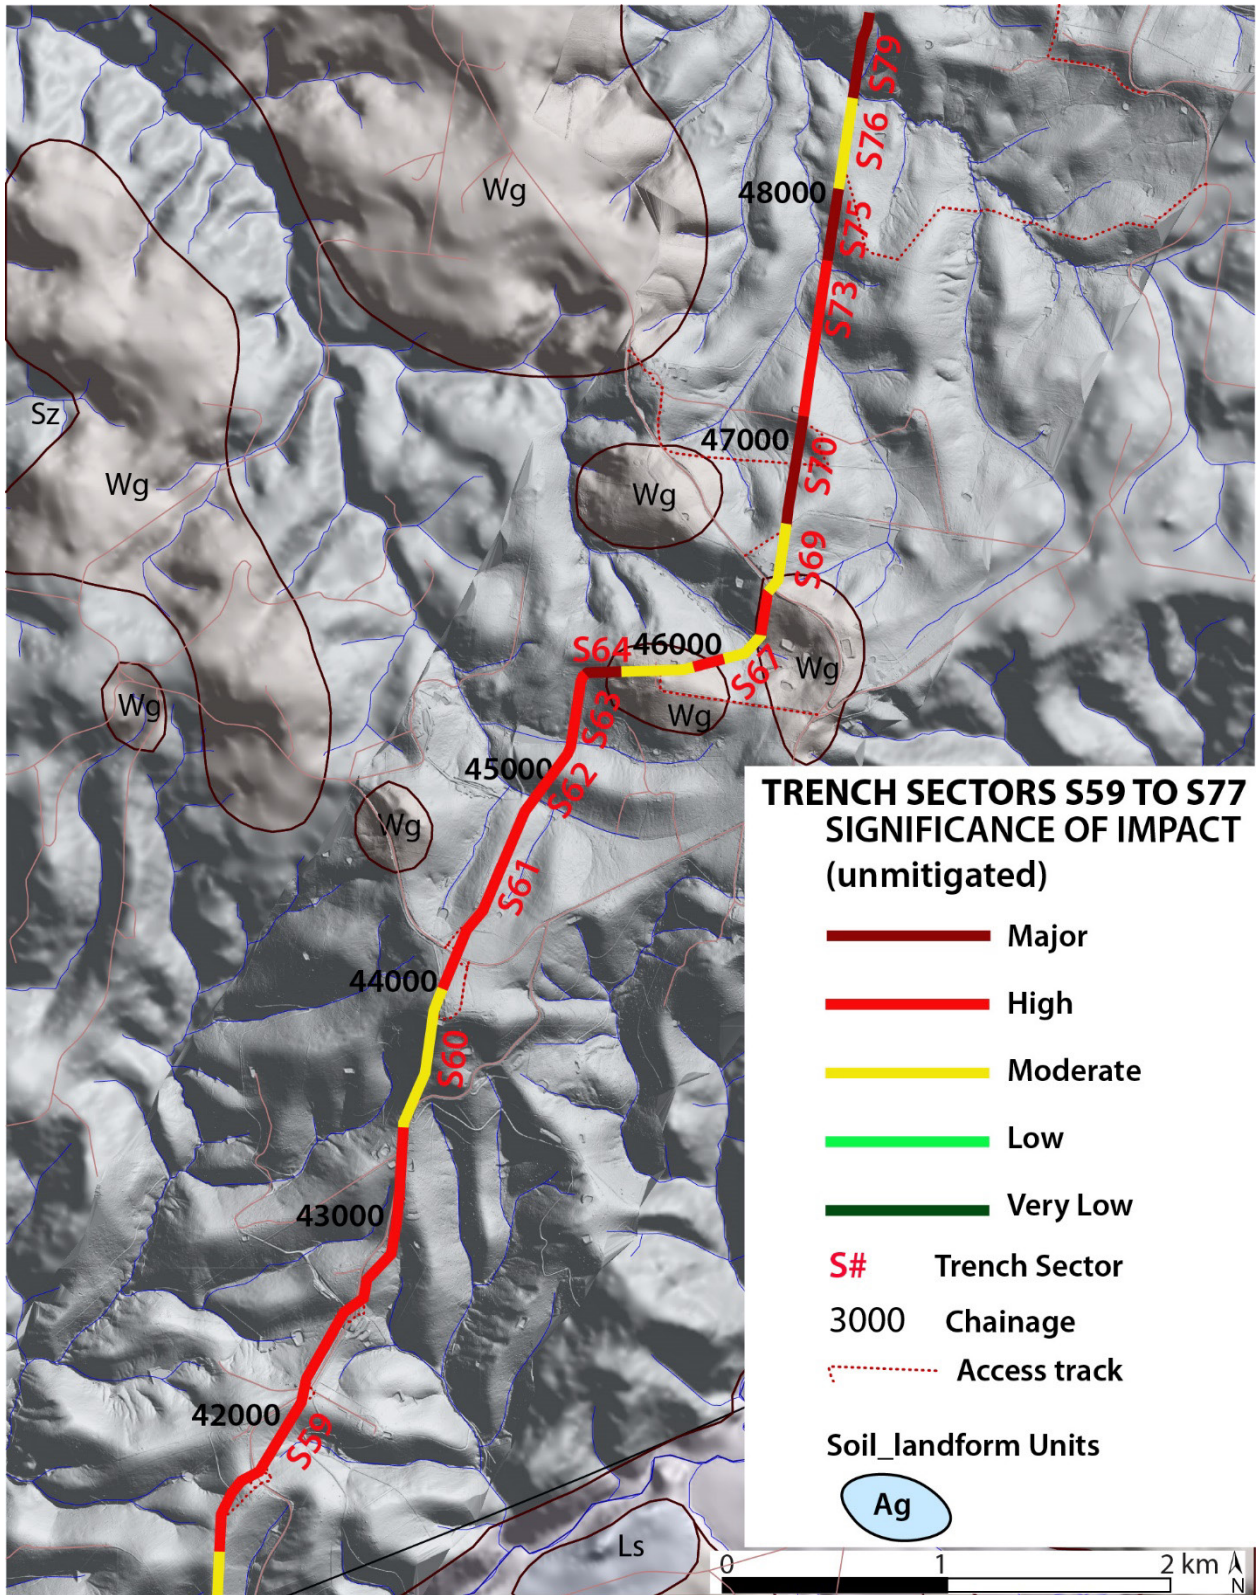 S79
S76
Wg
48000
S75
S73
Sz
47000
S70
Wg
Wg
S69
S64
46000
S67
Wg
Wg
S63
Wg
45000
S62
Wg
S61
44000
S60
43000
42000
S59
Ls
TRENCH SECTORS S59 TO S77
SIGNIFICANCE OF IMPACT
(unmitigated)
Major
High
Moderate
Low
Very Low
S# Trench Sector
3000 Chainage
Access track
Soil_landform Units
Ag
0 1 2 km
N